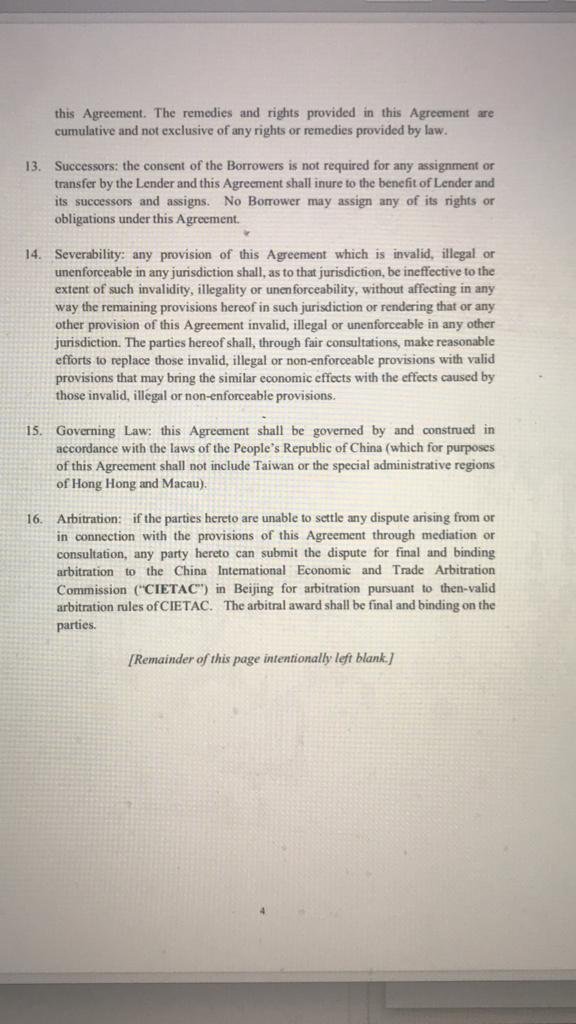 this Agreement. The remedies and rights provided in this Agreement are
cumulative and not exclusive of any rights or remedies provided by law.
13. Successors: the consent of the Borrowers is not required for any assignment or
transfer by the Lender and this Agreement shall inure to the benefit of Lender and
its successors and assigns. No Borrower may assign any of its rights or
obligations under this Agreement.
14. Severability: any provision of this Agreement which is invalid, illegal or
unenforceable in any jurisdiction shall, as to that jurisdiction, be ineffective to the
extent of such invalidity, illegality or unenforceability, without affecting in any
way the remaining provisions hereof in such jurisdiction or rendering that or any
other provision of this Agreement invalid, illegal or unenforceable in any other
jurisdiction. The parties hereof shall, through fair consultations, make reasonable
efforts to replace those invalid, illegal or non-enforceable provisions with valid
provisions that may bring the similar economic effects with the effects caused by
those invalid, illegal or non-enforceable provisions.
15. Governing Law: this Agreement shall be governed by and construed in
accordance with the laws of the People's Republic of China (which for purposes
of this Agreement shall not include Taiwan or the special administrative regions
of Hong Hong and Macau).
16. Arbitration: if the parties hereto are unable to settle any dispute arising from or
in connection with the provisions of this Agreement through mediation or
consultation, any party hereto can submit the dispute for final and binding
arbitration to the China International Economic and Trade Arbitration
Commission ("CIETAC") in Beijing for arbitration pursuant to then-valid
arbitration rules of CIETAC. The arbitral award shall be final and binding on the
parties.
[Remainder of this page intentionally left blank.]
4